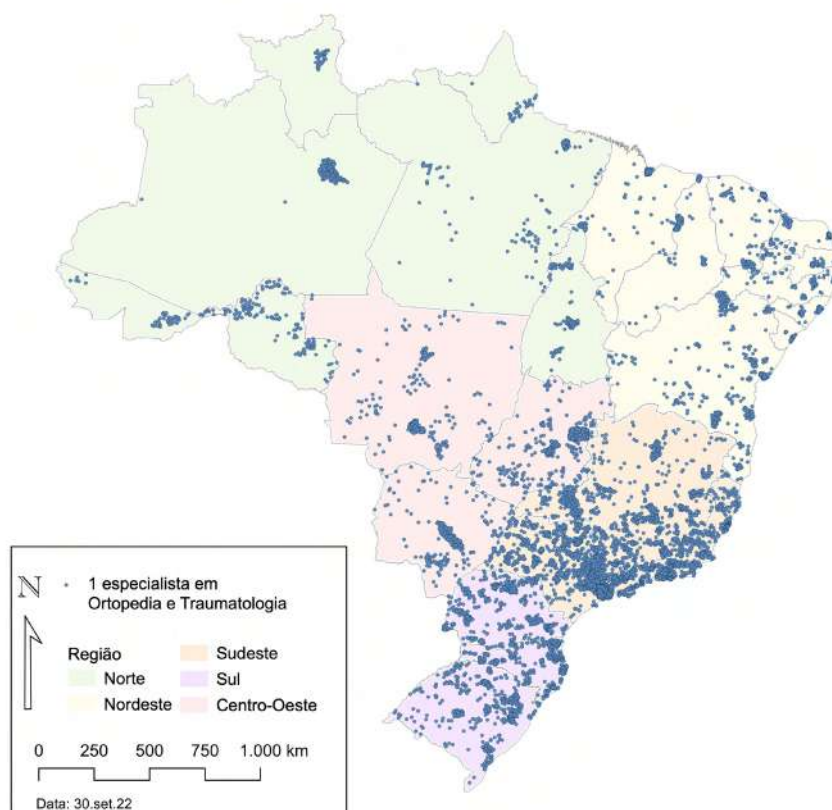 N
1 especialista em
Ortopedia e Traumatologia
Região
Norte
Nordeste
Sudeste
Sul
Centro-Oeste
0 250 500 750 1.000 km
Data: 30.set.22